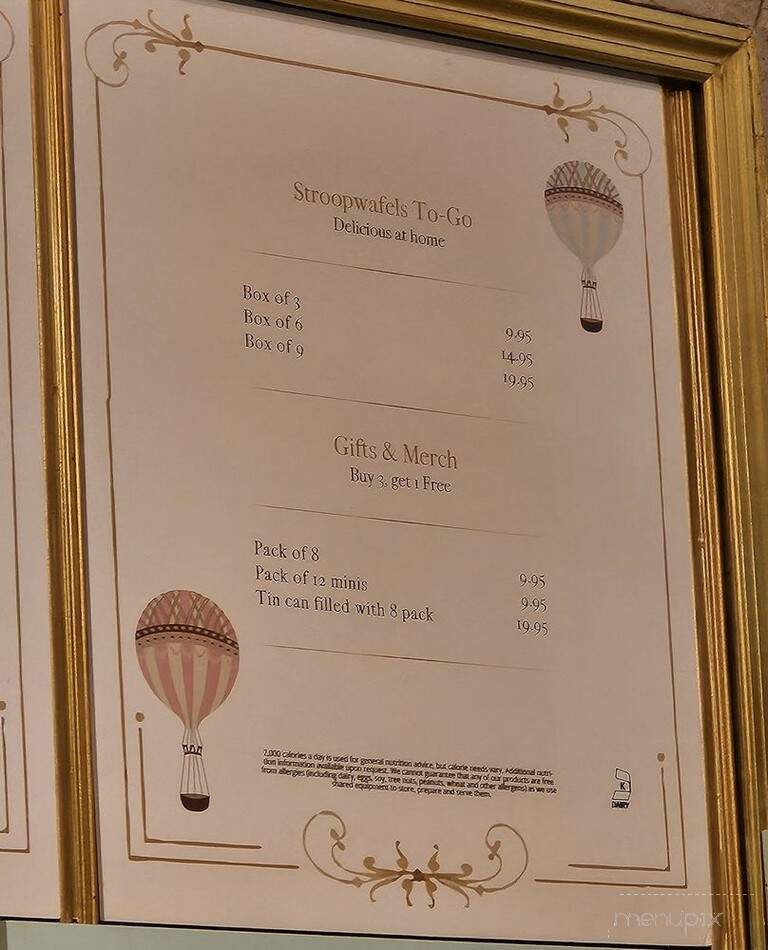 Stroopwafels To-Go
Delicious at home
Box of 3 9.95
Box of 6 14.95
Box of 9 19.95
Gifts & Merch
Buy 3, get 1 Free
Pack of 8 9.95
Pack of 12 minis 9.95
Tin can filled with 8 pack 19.95
2,000 calories a day is used for general nutrition advice, but calorie needs vary. Additional nutri-
tion information available upon request. We cannot guarantee that any of our products are free
from allergies (including dairy, eggs, soy, tree nuts, peanuts, wheat and other allergens) as we use
shared equipment to store, prepare and serve them.
K
DAIRY
menupix